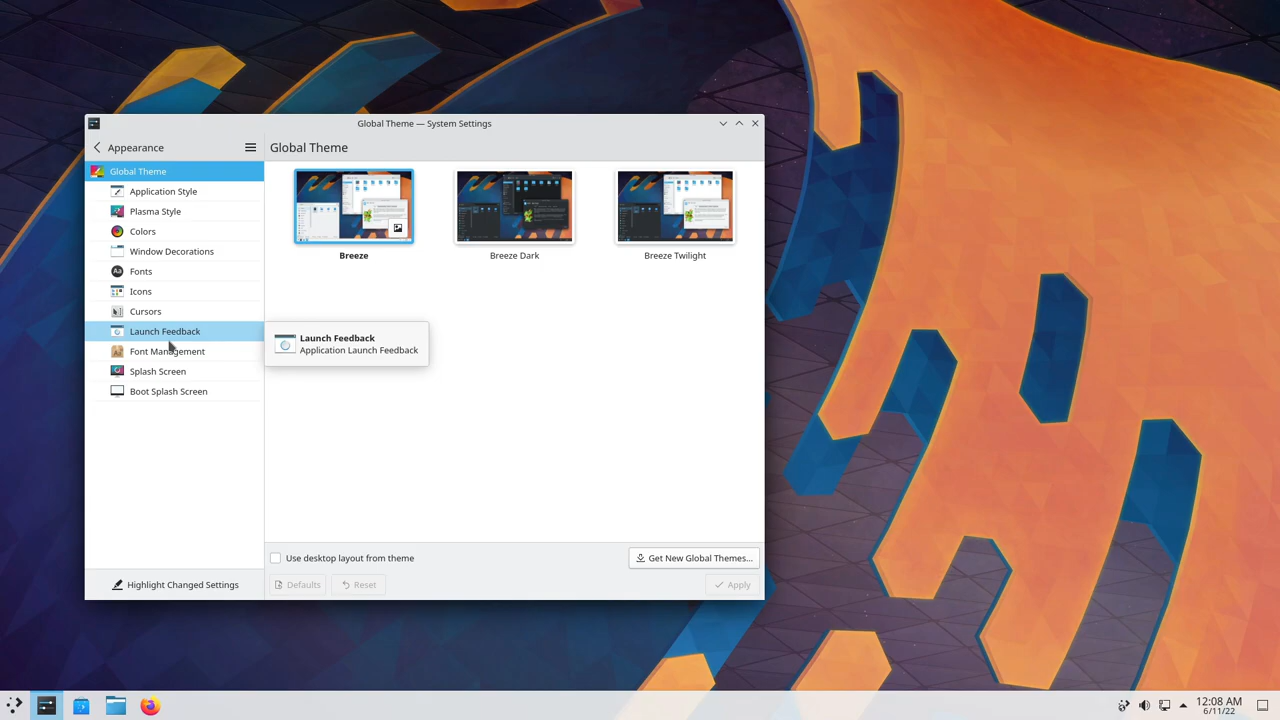 Global Theme — System Settings
Appearance
Global Theme
Global Theme
Application Style
Plasma Style
Colors
Window Decorations
Aa Fonts
Icons
Cursors
Launch Feedback
Font Management
Splash Screen
Boot Splash Screen
Breeze
Breeze Dark
Breeze Twilight
Launch Feedback
Application Launch Feedback
Use desktop layout from theme
Get New Global Themes...
Highlight Changed Settings
Defaults
Reset
Apply
12:08 AM
6/11/22